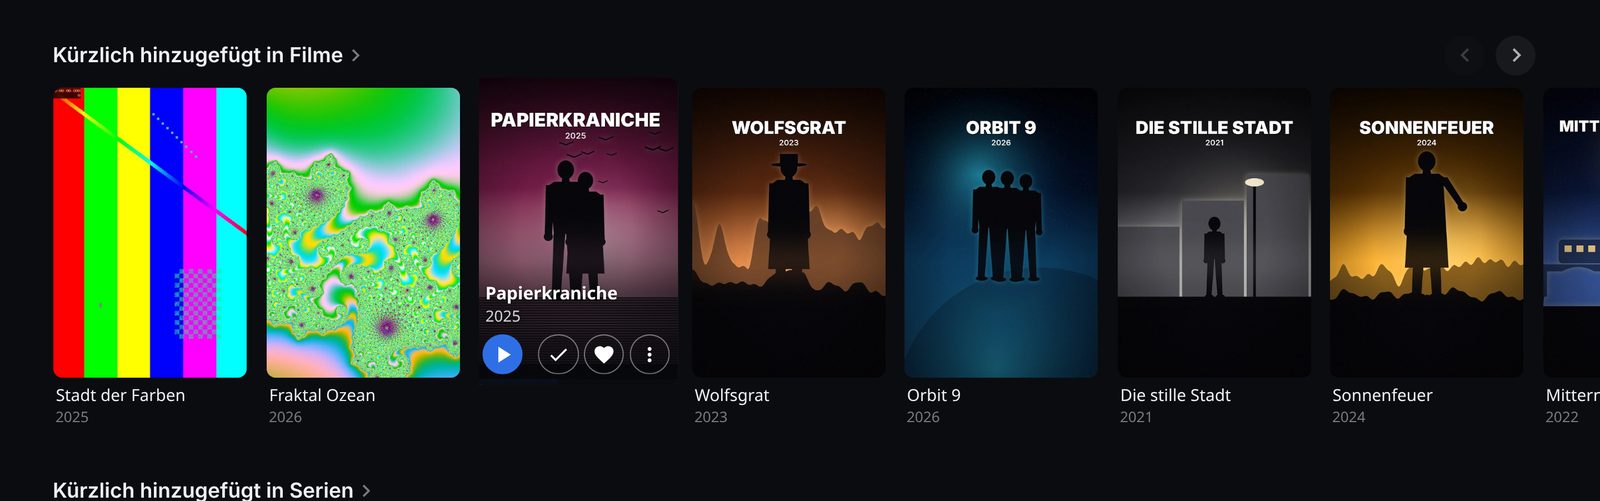 Kürzlich hinzugefügt in Filme
PAPIERKRANICHE
2025
WOLFSGRAT
2023
ORBIT 9
2026
DIE STILLE STADT
2021
SONNENFEUER
2024
MITT
Papierkraniche
2025
Stadt der Farben
2025
Fraktal Ozean
2026
Wolfsgrat
2023
Orbit 9
2026
Die stille Stadt
2021
Sonnenfeuer
2024
Mittern
2022
Kürzlich hinzugefügt in Serien